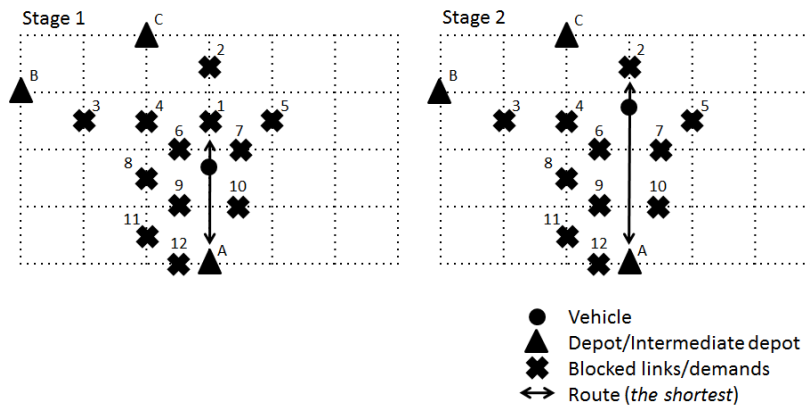 Stage 1
C
2
B
3
4
1
5
6
7
8
9
10
11
12
A
Stage 2
C
2
B
3
4
5
6
7
8
9
10
11
12
A
Vehicle
Depot/Intermediate depot
Blocked links/demands
Route (the shortest)